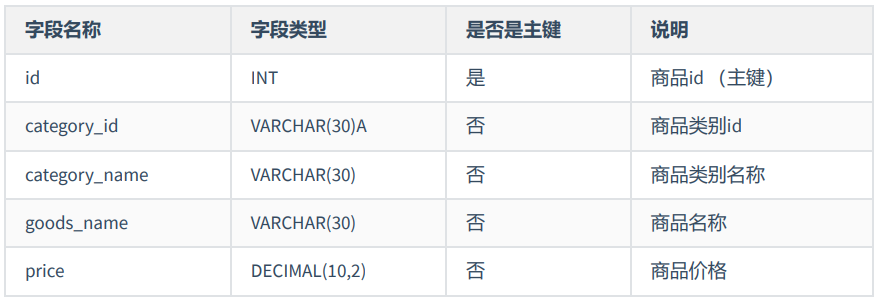 字段名称 字段类型 是否是主键 说明
id INT 是 商品id （主键）
category_id VARCHAR(30)A 否 商品类别id
category_name VARCHAR(30) 否 商品类别名称
goods_name VARCHAR(30) 否 商品名称
price DECIMAL(10,2) 否 商品价格